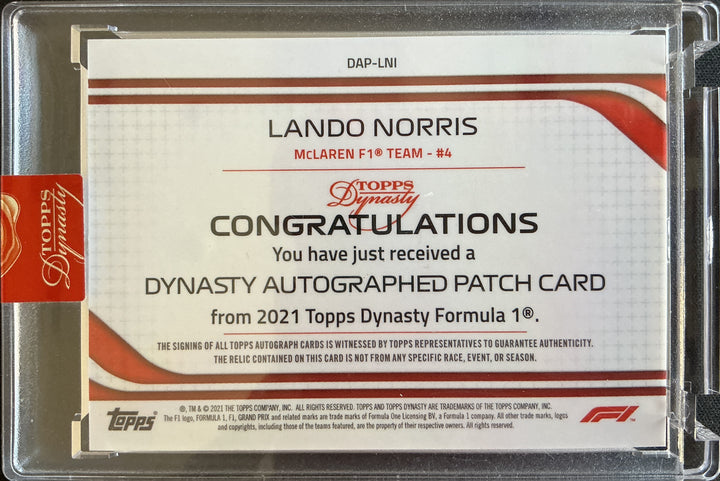 DAP-LNI
LANDO NORRIS
McLAREN F1® TEAM - #4
TOPPS
Dynasty
CONGRATULATIONS
You have just received a
DYNASTY AUTOGRAPHED PATCH CARD
from 2021 Topps Dynasty Formula 1®.
THE SIGNING OF ALL TOPPS AUTOGRAPH CARDS IS WITNESSED BY TOPPS REPRESENTATIVES TO GUARANTEE AUTHENTICITY.
THE RELIC CONTAINED ON THIS CARD IS NOT FROM ANY SPECIFIC RACE, EVENT, OR SEASON.
topps
®, TM & © 2021 THE TOPPS COMPANY, INC. ALL RIGHTS RESERVED. TOPPS AND TOPPS DYNASTY ARE TRADEMARKS OF THE TOPPS COMPANY, INC.
The F1 logo, FORMULA 1, F1, GRAND PRIX and related marks are trade marks of Formula One Licensing BV, a Formula 1 company. All other trade marks, logos
and copyrights, including those of the teams featured, are the property of their respective owners. All rights reserved.
F1
TOPPS
Dynasty